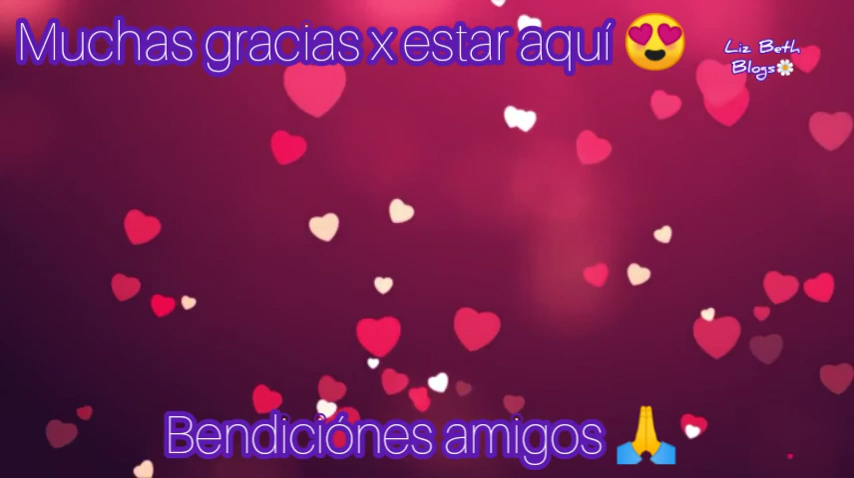 Muchas gracias x estar aquí 😍
Liz Beth
Blogs🌼
Bendiciónes amigos 🙏